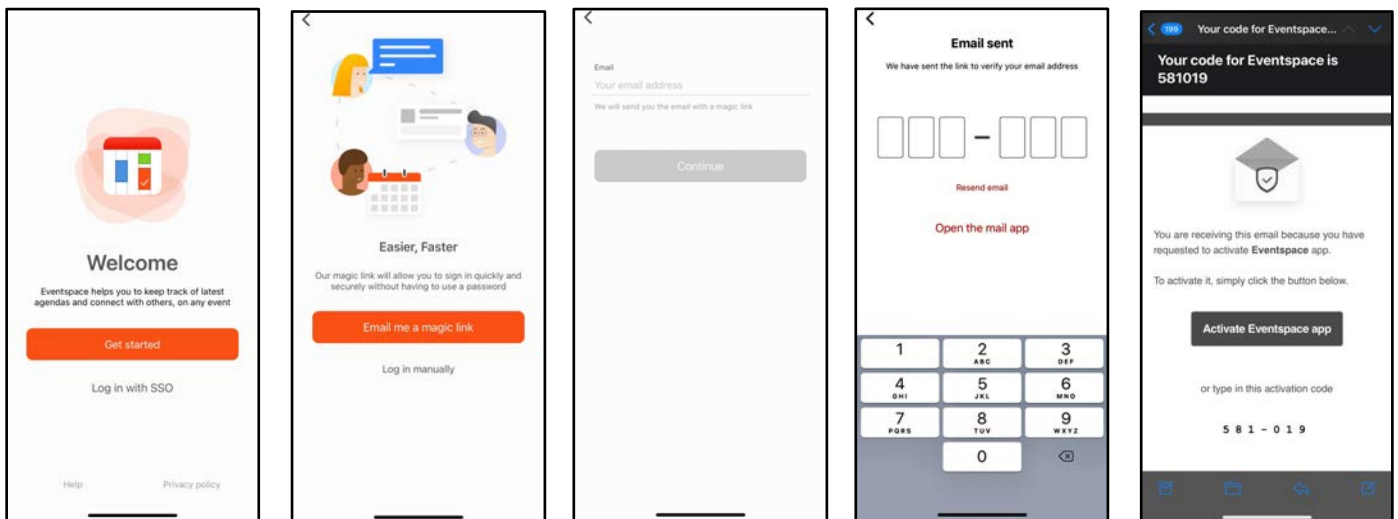 Welcome
Eventspace helps you to keep track of latest
agendas and connect with others, on any event
Get started
Log in with SSO
Help
Privacy policy
Easier, Faster
Our magic link will allow you to sign in quickly and
securely without having to use a password
Email me a magic link
Log in manually
Email
Your email address
We will send you the email with a magic link
Continue
Email sent
We have sent the link to verify your email address
Resend email
Open the mail app
1
2
ABC
3
DEF
4
GHI
5
JKL
6
MNO
7
PQRS
8
TUV
9
WXYZ
0
199
Your code for Eventspace...
Your code for Eventspace is
581019
You are receiving this email because you have
requested to activate Eventspace app.
To activate it, simply click the button below.
Activate Eventspace app
or type in this activation code
581-019